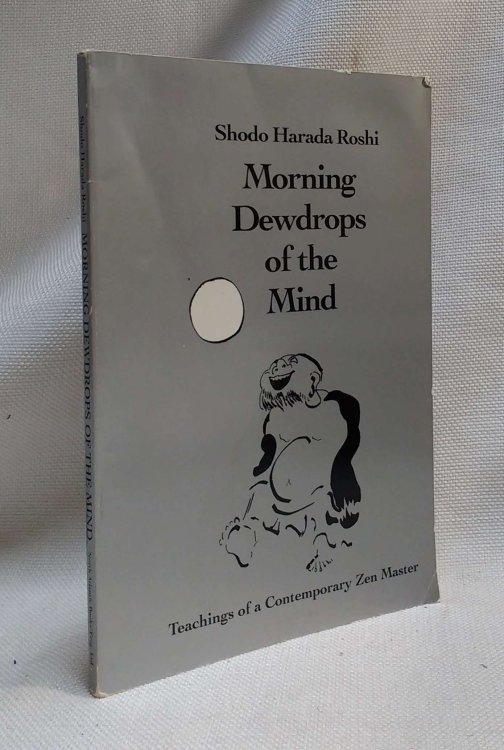 Shodo Harada Roshi
Morning
Dewdrops
of the
Mind
Teachings of a Contemporary Zen Master
Shodo Harada Roshi MORNING DEWDROPS OF THE MIND